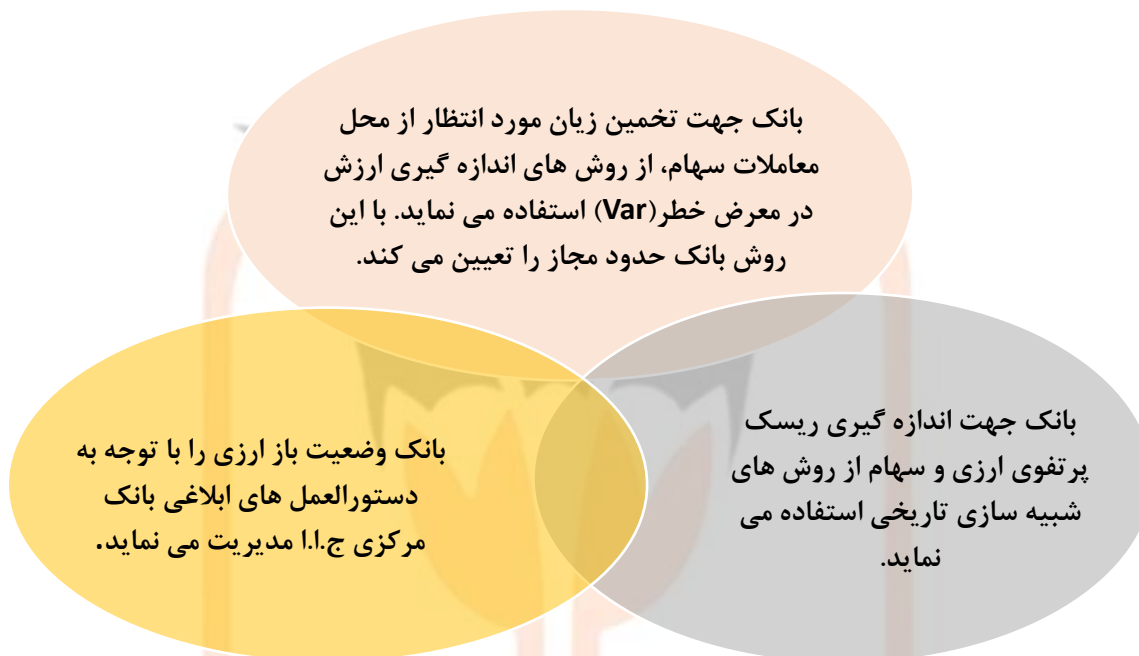 بانک جهت تخمین زیان مورد انتظار از محل
معاملات سهام، از روش های اندازه گیری ارزش
در معرض خطر(Var) استفاده می نماید. با این
روش بانک حدود مجاز را تعیین می کند.
بانک جهت اندازه گیری ریسک
پرتفوی ارزی و سهام از روش های
شبیه سازی تاریخی استفاده می
نماید.
بانک وضعیت باز ارزی را با توجه به
دستورالعمل های ابلاغی بانک
مرکزی ج.ا.ا مدیریت می نماید.